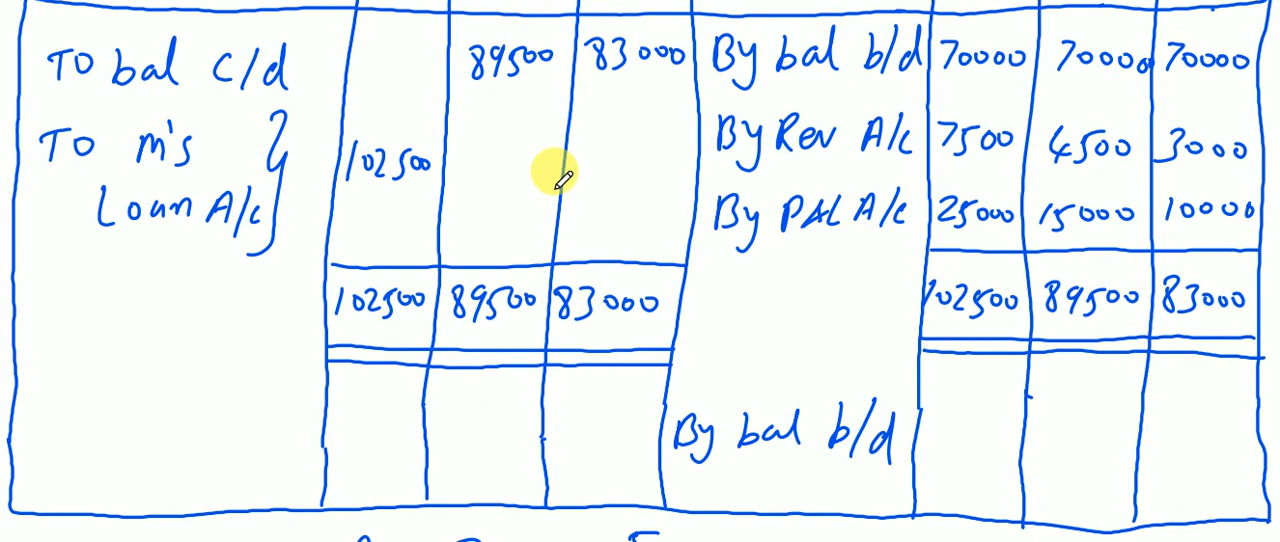 To bal c/d 89500 83000 By bal b/d 70000 70000 70000
To m's 102500 By Rev A/c 7500 4500 3000
Loan A/c By P&L A/c 25000 15000 10000
102500 89500 83000 102500 89500 83000
By bal b/d